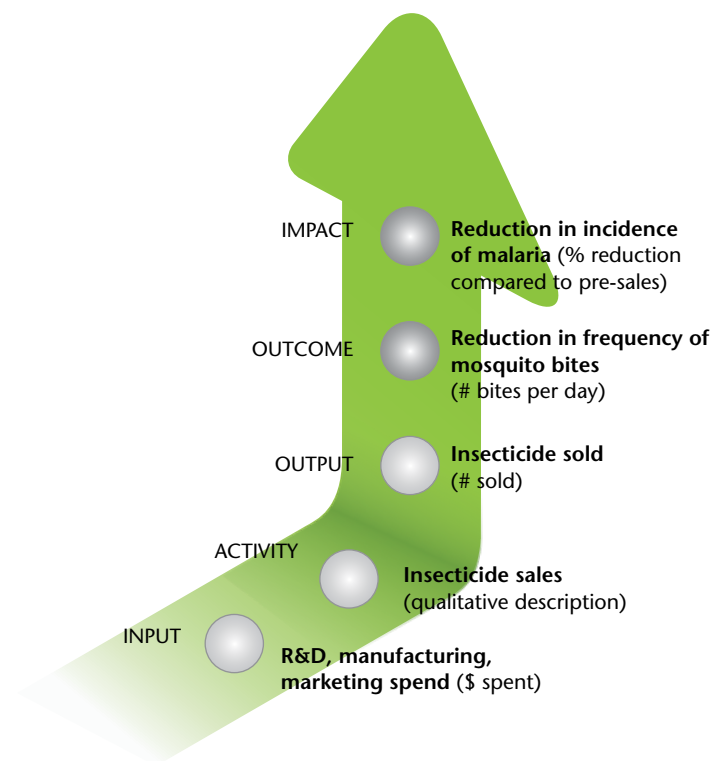 IMPACT
Reduction in incidence
of malaria (% reduction
compared to pre-sales)
OUTCOME
Reduction in frequency of
mosquito bites
(# bites per day)
OUTPUT
Insecticide sold
(# sold)
ACTIVITY
Insecticide sales
(qualitative description)
INPUT
R&D, manufacturing,
marketing spend ($ spent)